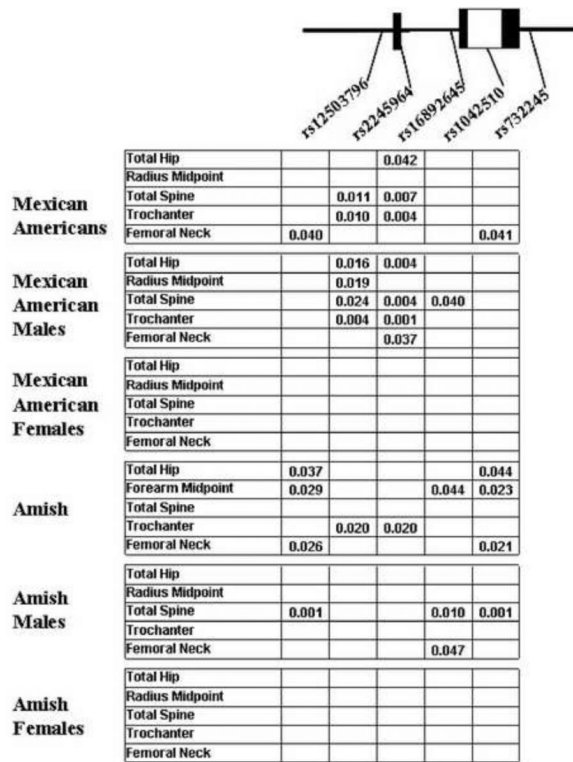 rs12503796 rs2245964 rs16892645 rs1042510 rs732245
Mexican Americans
Total Hip 0.042
Radius Midpoint
Total Spine 0.011 0.007
Trochanter 0.010 0.004
Femoral Neck 0.040 0.041
Mexican American Males
Total Hip 0.016 0.004
Radius Midpoint 0.019
Total Spine 0.024 0.004 0.040
Trochanter 0.004 0.001
Femoral Neck 0.037
Mexican American Females
Total Hip
Radius Midpoint
Total Spine
Trochanter
Femoral Neck
Amish
Total Hip 0.037 0.044
Forearm Midpoint 0.029 0.044 0.023
Total Spine
Trochanter 0.020 0.020
Femoral Neck 0.026 0.021
Amish Males
Total Hip
Radius Midpoint
Total Spine 0.001 0.010 0.001
Trochanter
Femoral Neck 0.047
Amish Females
Total Hip
Radius Midpoint
Total Spine
Trochanter
Femoral Neck